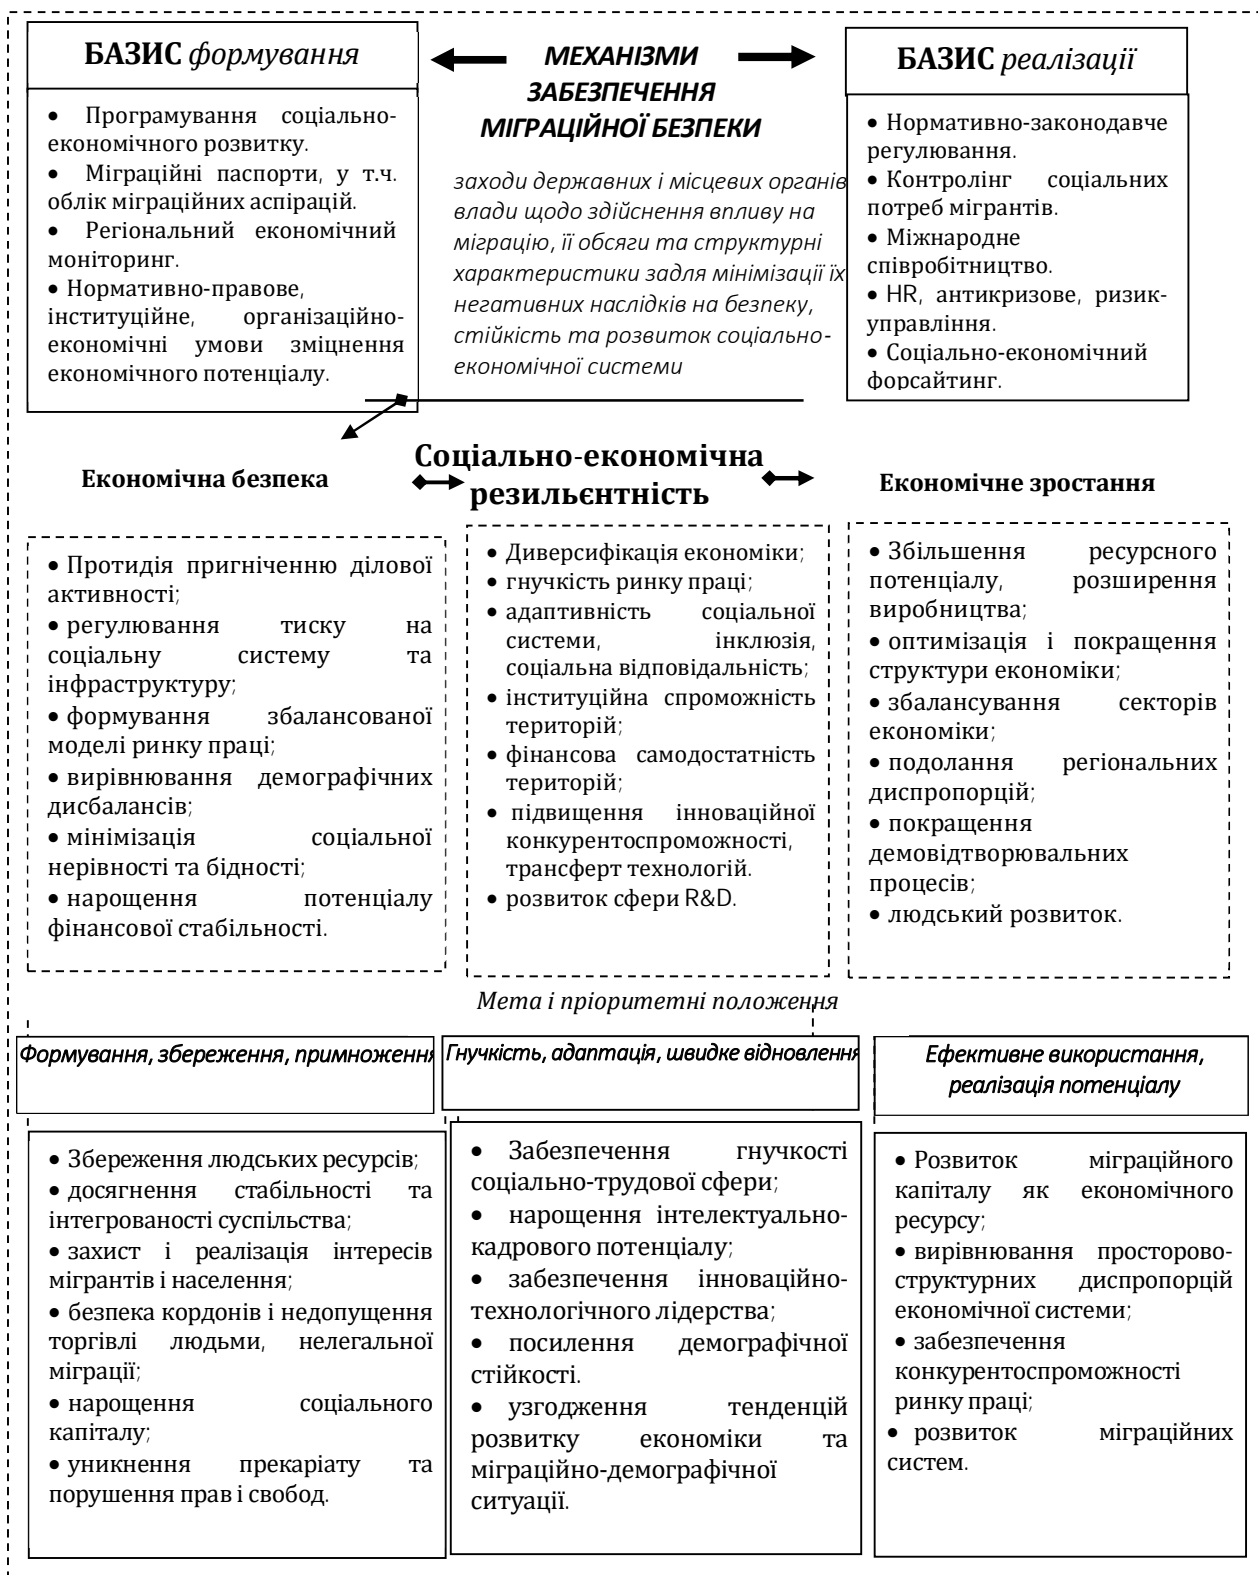 БАЗИС формування
• Програмування соціально-
економічного розвитку.
• Міграційні паспорти, у т.ч.
облік міграційних аспірацій.
• Регіональний економічний
моніторинг.
• Нормативно-правове,
інституційне, організаційно-
економічні умови зміцнення
економічного потенціалу.
МЕХАНІЗМИ
ЗАБЕЗПЕЧЕННЯ
МІГРАЦІЙНОЇ БЕЗПЕКИ
заходи державних і місцевих органів
влади щодо здійснення впливу на
міграцію, її обсяги та структурні
характеристики задля мінімізації їх
негативних наслідків на безпеку,
стійкість та розвиток соціально-
економічної системи
БАЗИС реалізації
• Нормативно-законодавче
регулювання.
• Контролінг соціальних
потреб мігрантів.
• Міжнародне
співробітництво.
• HR, антикризове, ризик-
управління.
• Соціально-економічний
форсайтинг.
Економічна безпека
Соціально-економічна
резильєнтність
Економічне зростання
• Протидія пригніченню ділової
активності;
• регулювання тиску на
соціальну систему та
інфраструктуру;
• формування збалансованої
моделі ринку праці;
• вирівнювання демографічних
дисбалансів;
• мінімізація соціальної
нерівності та бідності;
• нарощення потенціалу
фінансової стабільності.
• Диверсифікація економіки;
• гнучкість ринку праці;
• адаптивність соціальної
системи, інклюзія,
соціальна відповідальність;
• інституційна спроможність
територій;
• фінансова самодостатність
територій;
• підвищення інноваційної
конкурентоспроможності,
трансферт технологій.
• розвиток сфери R&D.
• Збільшення ресурсного
потенціалу, розширення
виробництва;
• оптимізація і покращення
структури економіки;
• збалансування секторів
економіки;
• подолання регіональних
диспропорцій;
• покращення
демовідтворювальних
процесів;
• людський розвиток.
Мета і пріоритетні положення
Формування, збереження, примноження
Гнучкість, адаптація, швидке відновлення
Ефективне використання,
реалізація потенціалу
• Збереження людських ресурсів;
• досягнення стабільності та
інтегрованості суспільства;
• захист і реалізація інтересів
мігрантів і населення;
• безпека кордонів і недопущення
торгівлі людьми, нелегальної
міграції;
• нарощення соціального
капіталу;
• уникнення прекаріату та
порушення прав і свобод.
• Забезпечення гнучкості
соціально-трудової сфери;
• нарощення інтелектуально-
кадрового потенціалу;
• забезпечення інноваційно-
технологічного лідерства;
• посилення демографічної
стійкості.
• узгодження тенденцій
розвитку економіки та
міграційно-демографічної
ситуації.
• Розвиток міграційного
капіталу як економічного
ресурсу;
• вирівнювання просторово-
структурних диспропорцій
економічної системи;
• забезпечення
конкурентоспроможності
ринку праці;
• розвиток міграційних
систем.